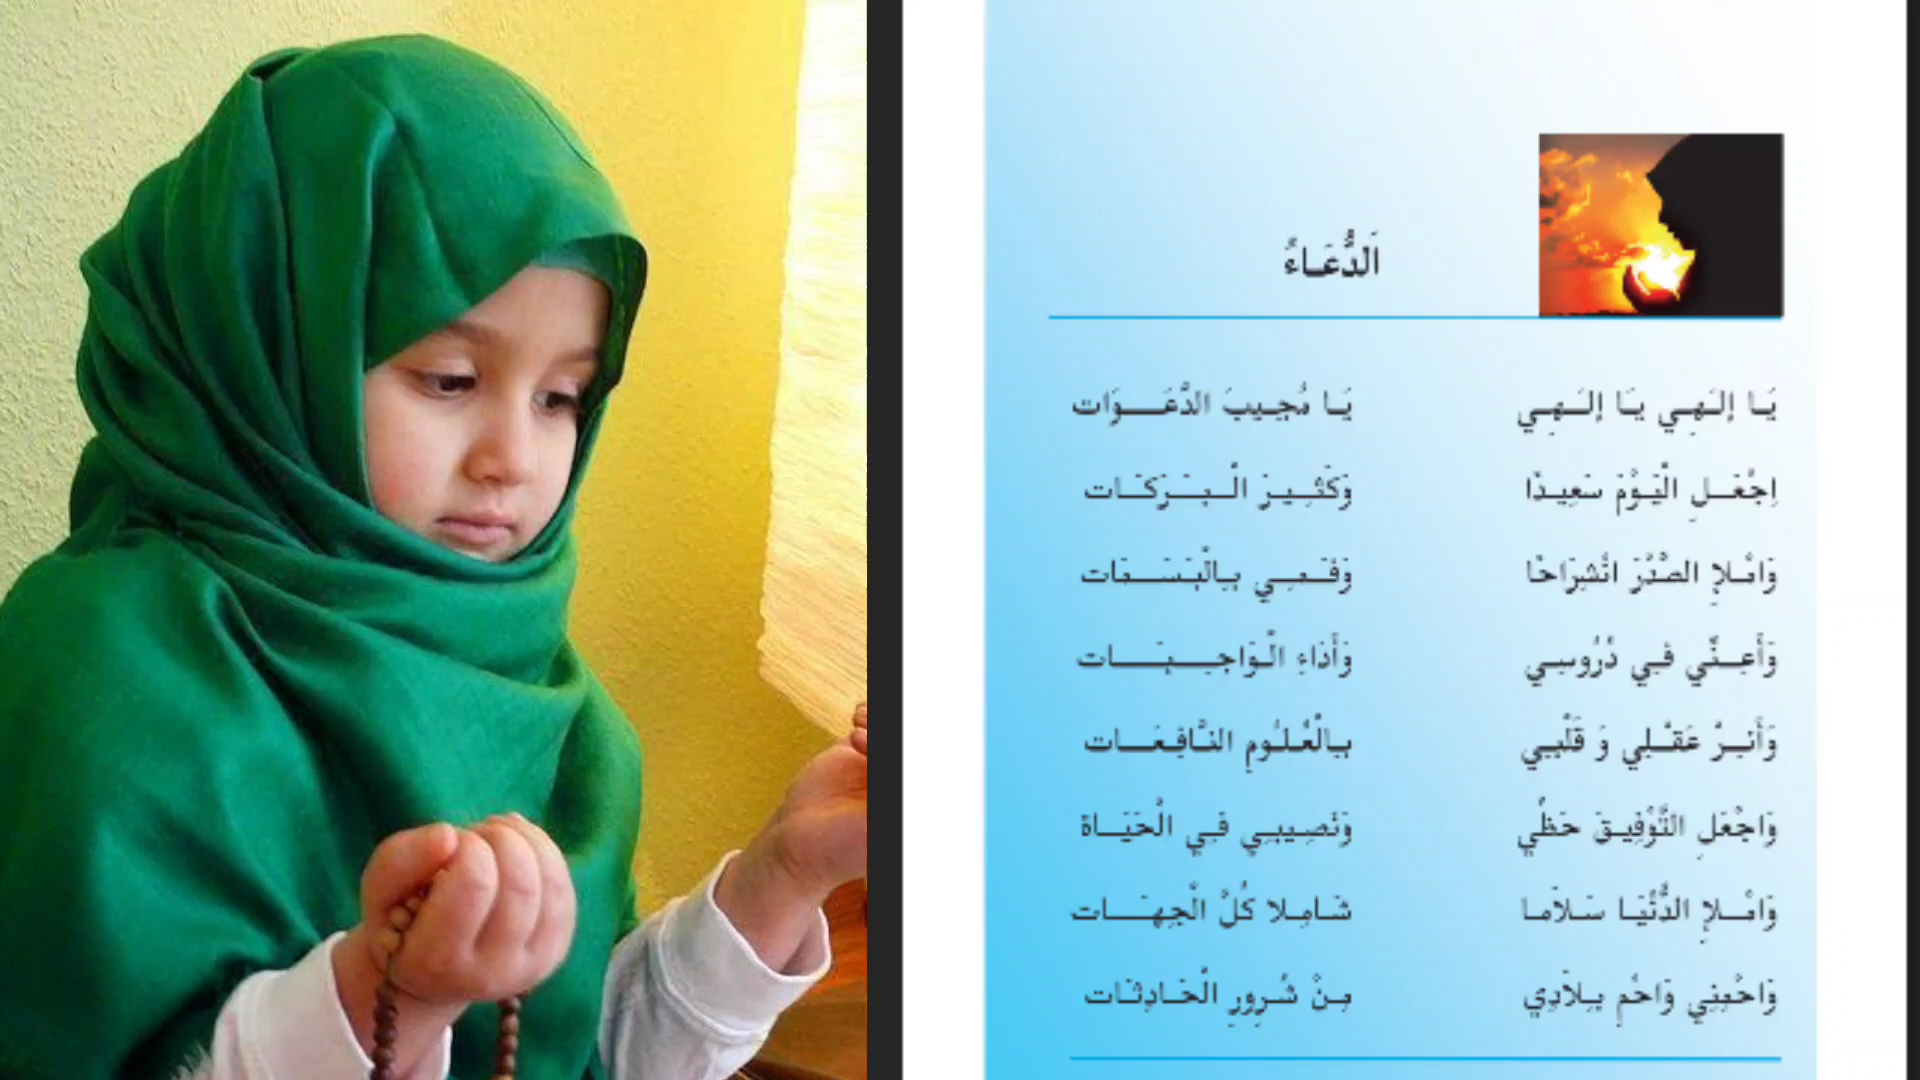 اَلدُّعَاءُ
يَا إِلَهِي يَا إِلَهِي يَا مُجِيبَ الدَّعَوَات
اِجْعَلِ الْيَوْمَ سَعِيدًا وَكَثِيرَ الْبَرَكَات
وَامْلَإِ الصَّدْرَ انْشِرَاحًا وَفَمِي بِالْبَسَمَات
وَأَعِنِّي فِي دُرُوسِي وَأَدَاءِ الْوَاجِبَات
وَأَنِرْ عَقْلِي وَ قَلْبِي بِالْعُلُومِ النَّافِعَات
وَاجْعَلِ التَّوْفِيقَ حَظِّي وَنَصِيبِي فِي الْحَيَاة
وَامْلَإِ الدُّنْيَا سَلَامًا شَامِلًا كُلَّ الْجِهَات
وَاحْمِنِي وَاحْمِ بِلَادِي مِنْ شُرُورِ الْحَادِثَات